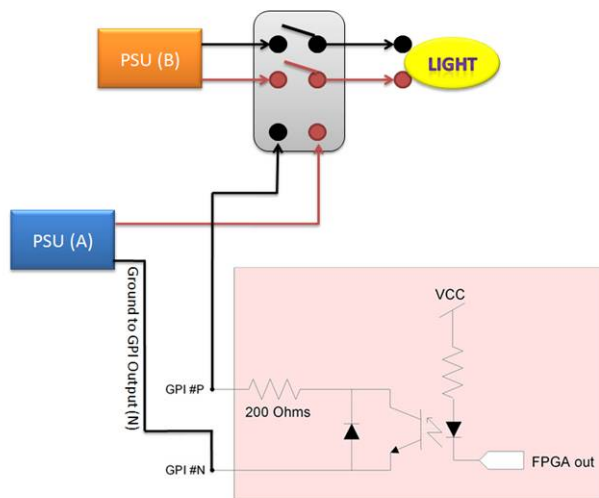 PSU (B)
LIGHT
PSU (A)
Ground to GPI Output (N)
VCC
GPI #P
200 Ohms
GPI #N
FPGA out